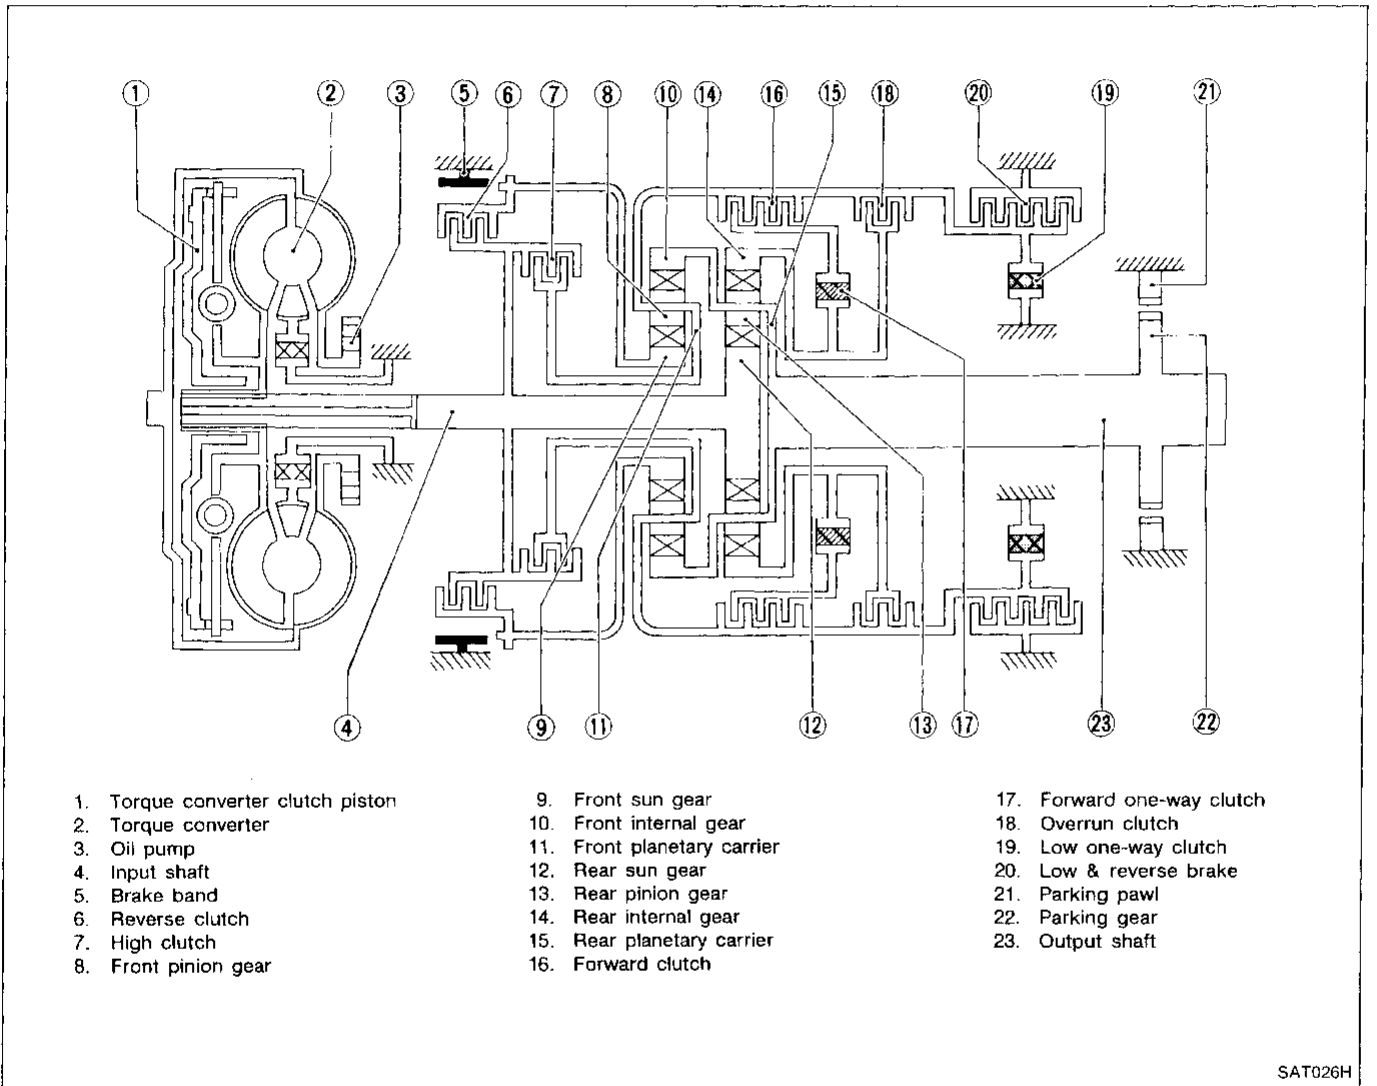 1 2 3 5 6 7 8 10 14 16 15 18 20 19 21
4 9 11 12 13 17 23 22
1. Torque converter clutch piston
2. Torque converter
3. Oil pump
4. Input shaft
5. Brake band
6. Reverse clutch
7. High clutch
8. Front pinion gear
9. Front sun gear
10. Front internal gear
11. Front planetary carrier
12. Rear sun gear
13. Rear pinion gear
14. Rear internal gear
15. Rear planetary carrier
16. Forward clutch
17. Forward one-way clutch
18. Overrun clutch
19. Low one-way clutch
20. Low & reverse brake
21. Parking pawl
22. Parking gear
23. Output shaft
SAT026H